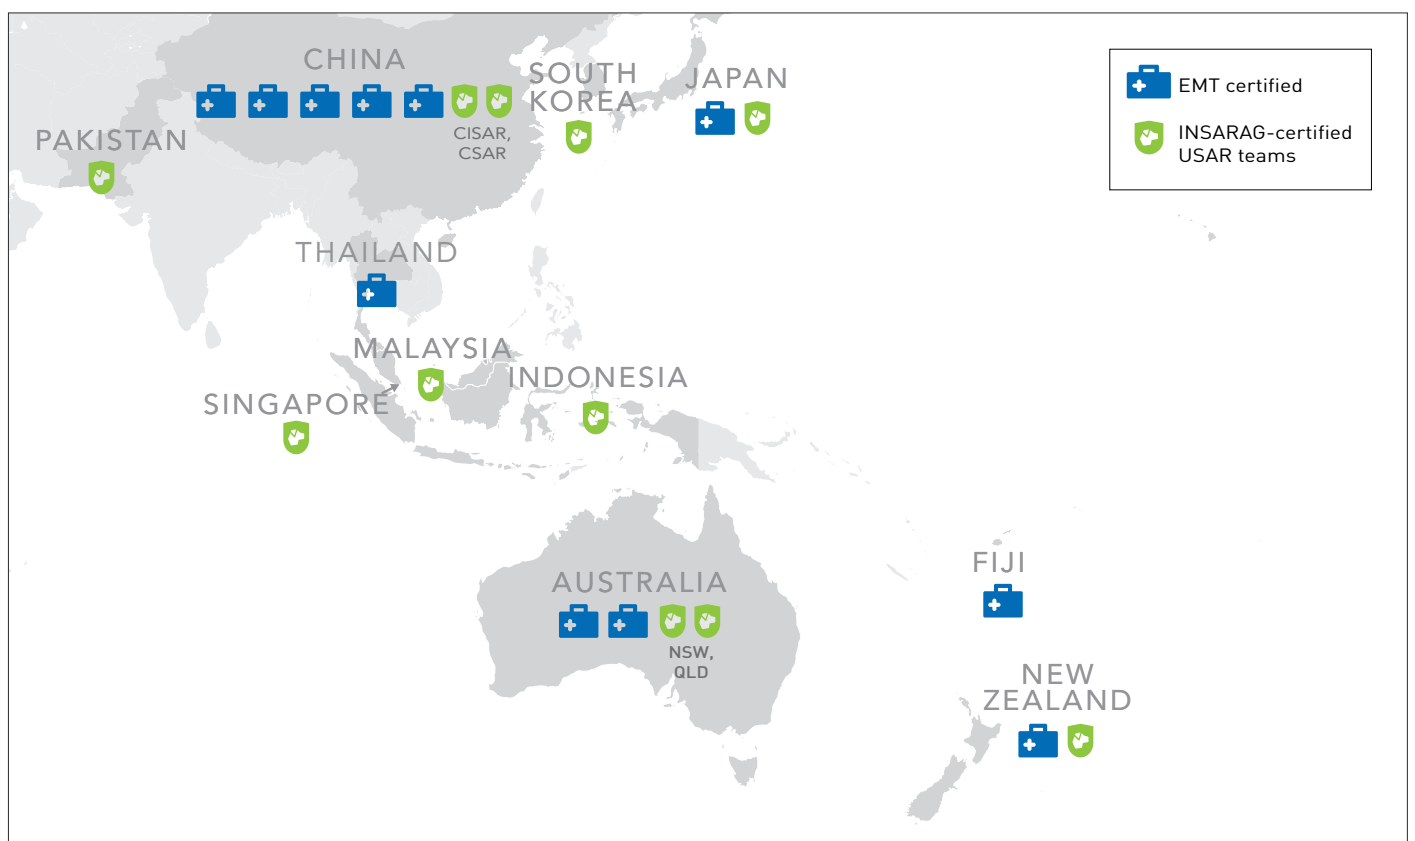 CHINA
SOUTH
KOREA
JAPAN
EMT certified
INSARAG-certified
USAR teams
CISAR,
CSAR
PAKISTAN
THAILAND
MALAYSIA
INDONESIA
SINGAPORE
AUSTRALIA
NSW,
QLD
FIJI
NEW
ZEALAND